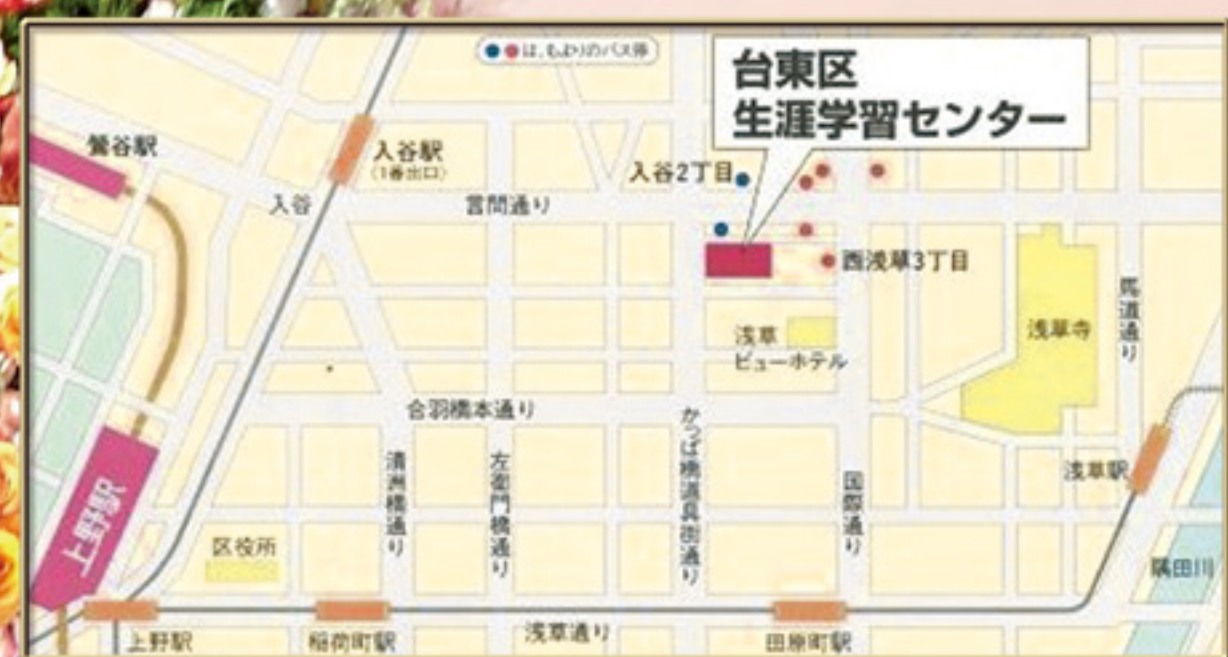 は、もよりのバス停
台東区
生涯学習センター
鶯谷駅
入谷駅
(1番出口)
入谷2丁目
入谷
言問通り
西浅草3丁目
馬道通り
浅草
ビューホテル
浅草寺
合羽橋本通り
かっぱ橋道具街通り
清洲橋通り
左衛門橋通り
国際通り
浅草駅
上野駅
区役所
隅田川
上野駅
稲荷町駅
浅草通り
田原町駅